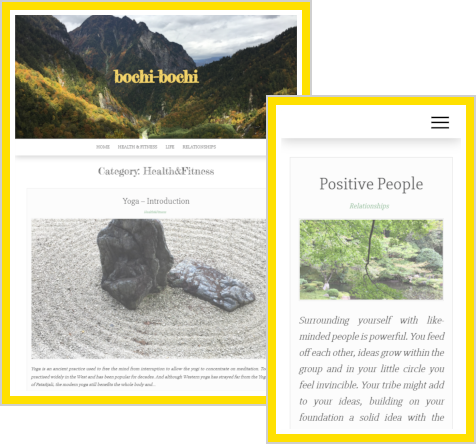 bochi-bochi
HOME HEALTH & FITNESS LIFE RELATIONSHIPS
Category: Health&Fitness
Yoga – Introduction
Yoga is an ancient practice used to free the mind from interruption to allow the yogi to concentrate on meditation.
practised widely in the West and has been popular for decades. And although Western yoga has strayed far from the
of Patañjali, the modern yoga still benefits the whole body and...
Positive People
Relationships
Surrounding yourself with like-
minded people is powerful. You feed
off each other, ideas grow within the
group and in your little circle you
feel invincible. Your tribe might add
to your ideas, building on your
foundation a solid idea with the